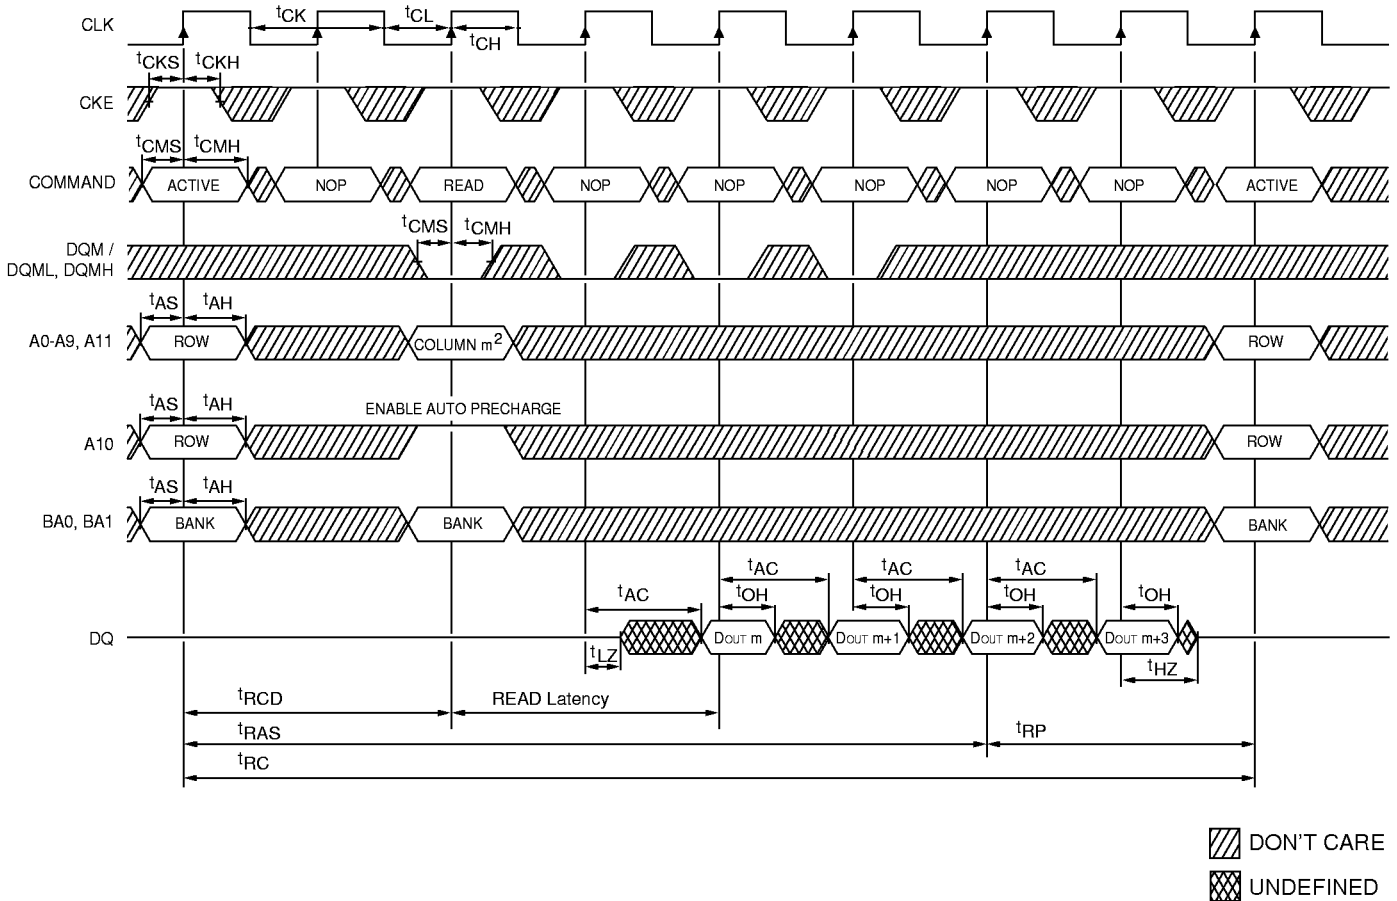 CLK
tCK
tCL
tCH
tCKS
tCKH
CKE
tCMS
tCMH
COMMAND
ACTIVE
NOP
READ
NOP
NOP
NOP
NOP
NOP
ACTIVE
tCMS
tCMH
DQM /
DQML, DQMH
tAS
tAH
A0-A9, A11
ROW
COLUMN m2
ROW
tAS
tAH
ENABLE AUTO PRECHARGE
A10
ROW
ROW
tAS
tAH
BA0, BA1
BANK
BANK
BANK
tAC
tAC
tAC
tAC
tOH
tOH
tOH
tOH
DQ
DOUT m
DOUT m+1
DOUT m+2
DOUT m+3
tLZ
tHZ
tRCD
READ Latency
tRAS
tRP
tRC
DON'T CARE
UNDEFINED